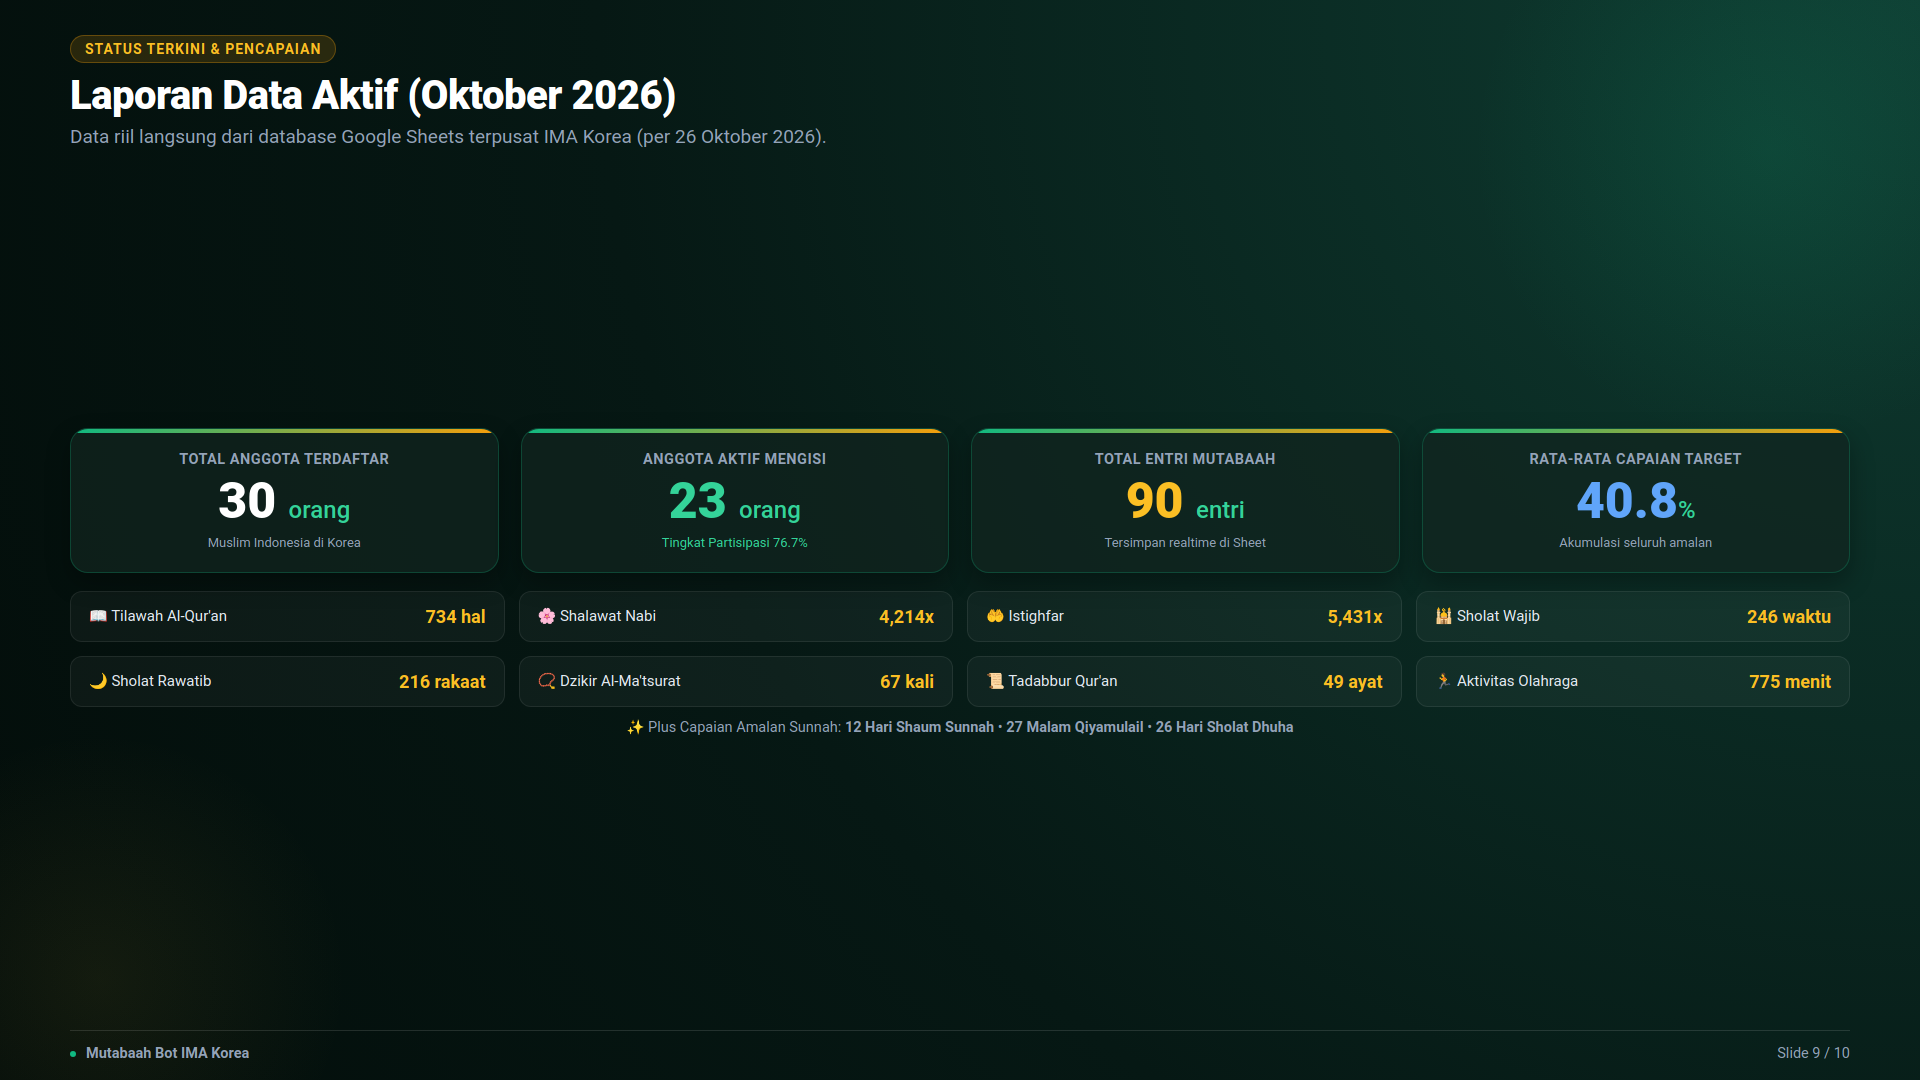 STATUS TERKINI & PENCAPAIAN
Laporan Data Aktif (Oktober 2026)
Data riil langsung dari database Google Sheets terpusat IMA Korea (per 26 Oktober 2026).
TOTAL ANGGOTA TERDAFTAR
30 orang
Muslim Indonesia di Korea
ANGGOTA AKTIF MENGISI
23 orang
Tingkat Partisipasi 76.7%
TOTAL ENTRI MUTABAAH
90 entri
Tersimpan realtime di Sheet
RATA-RATA CAPAIAN TARGET
40.8%
Akumulasi seluruh amalan
📖 Tilawah Al-Qur'an 734 hal
🌸 Shalawat Nabi 4,214x
🤲 Istighfar 5,431x
🕌 Sholat Wajib 246 waktu
🌙 Sholat Rawatib 216 rakaat
📿 Dzikir Al-Ma'tsurat 67 kali
📜 Tadabbur Qur'an 49 ayat
🏃 Aktivitas Olahraga 775 menit
✨ Plus Capaian Amalan Sunnah: 12 Hari Shaum Sunnah • 27 Malam Qiyamulail • 26 Hari Sholat Dhuha
Mutabaah Bot IMA Korea
Slide 9 / 10